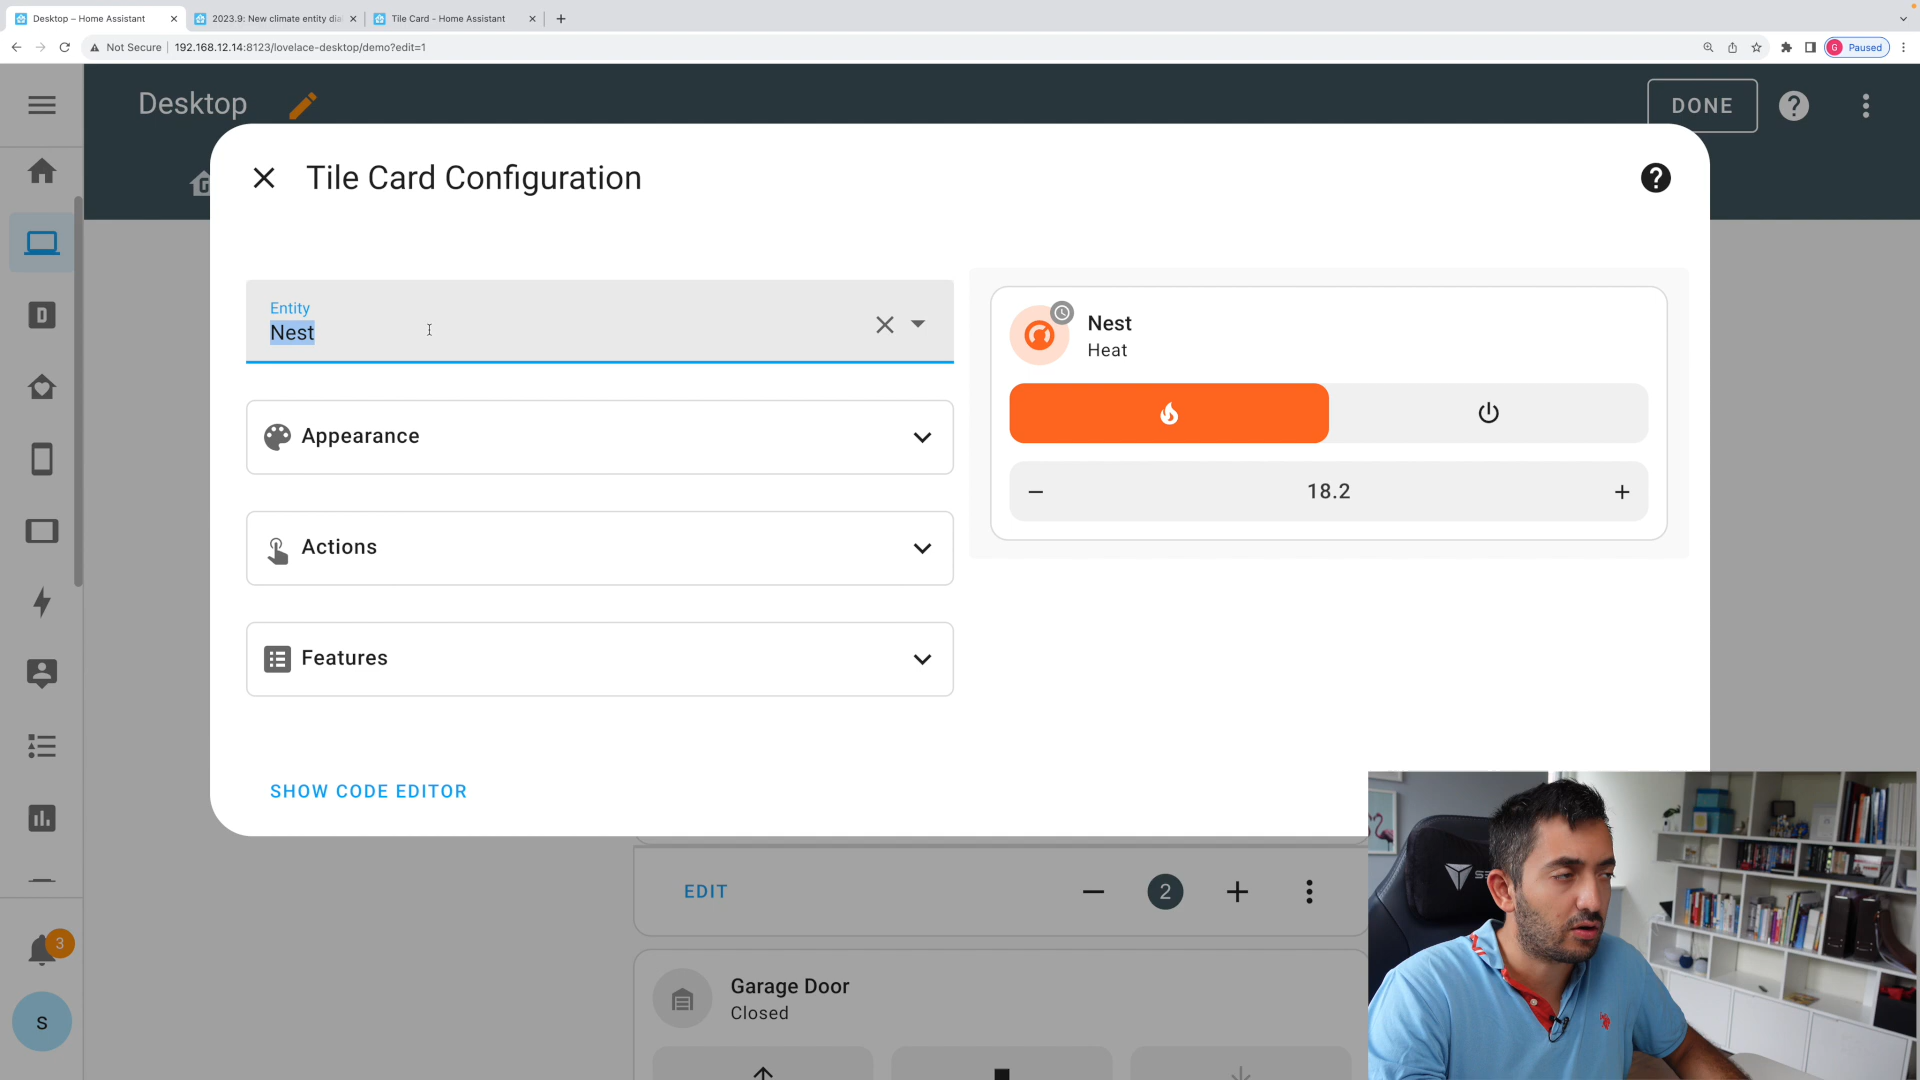 Desktop – Home Assistant
2023.9: New climate entity dia
Tile Card - Home Assistant
Not Secure
192.168.12.14:8123/lovelace-desktop/demo?edit=1
G
Paused
Desktop
DONE
?
G
Tile Card Configuration
?
Entity
Nest
Appearance
Actions
Features
SHOW CODE EDITOR
Nest
Heat
18.2
D
EDIT
2
Garage Door
Closed
3
S